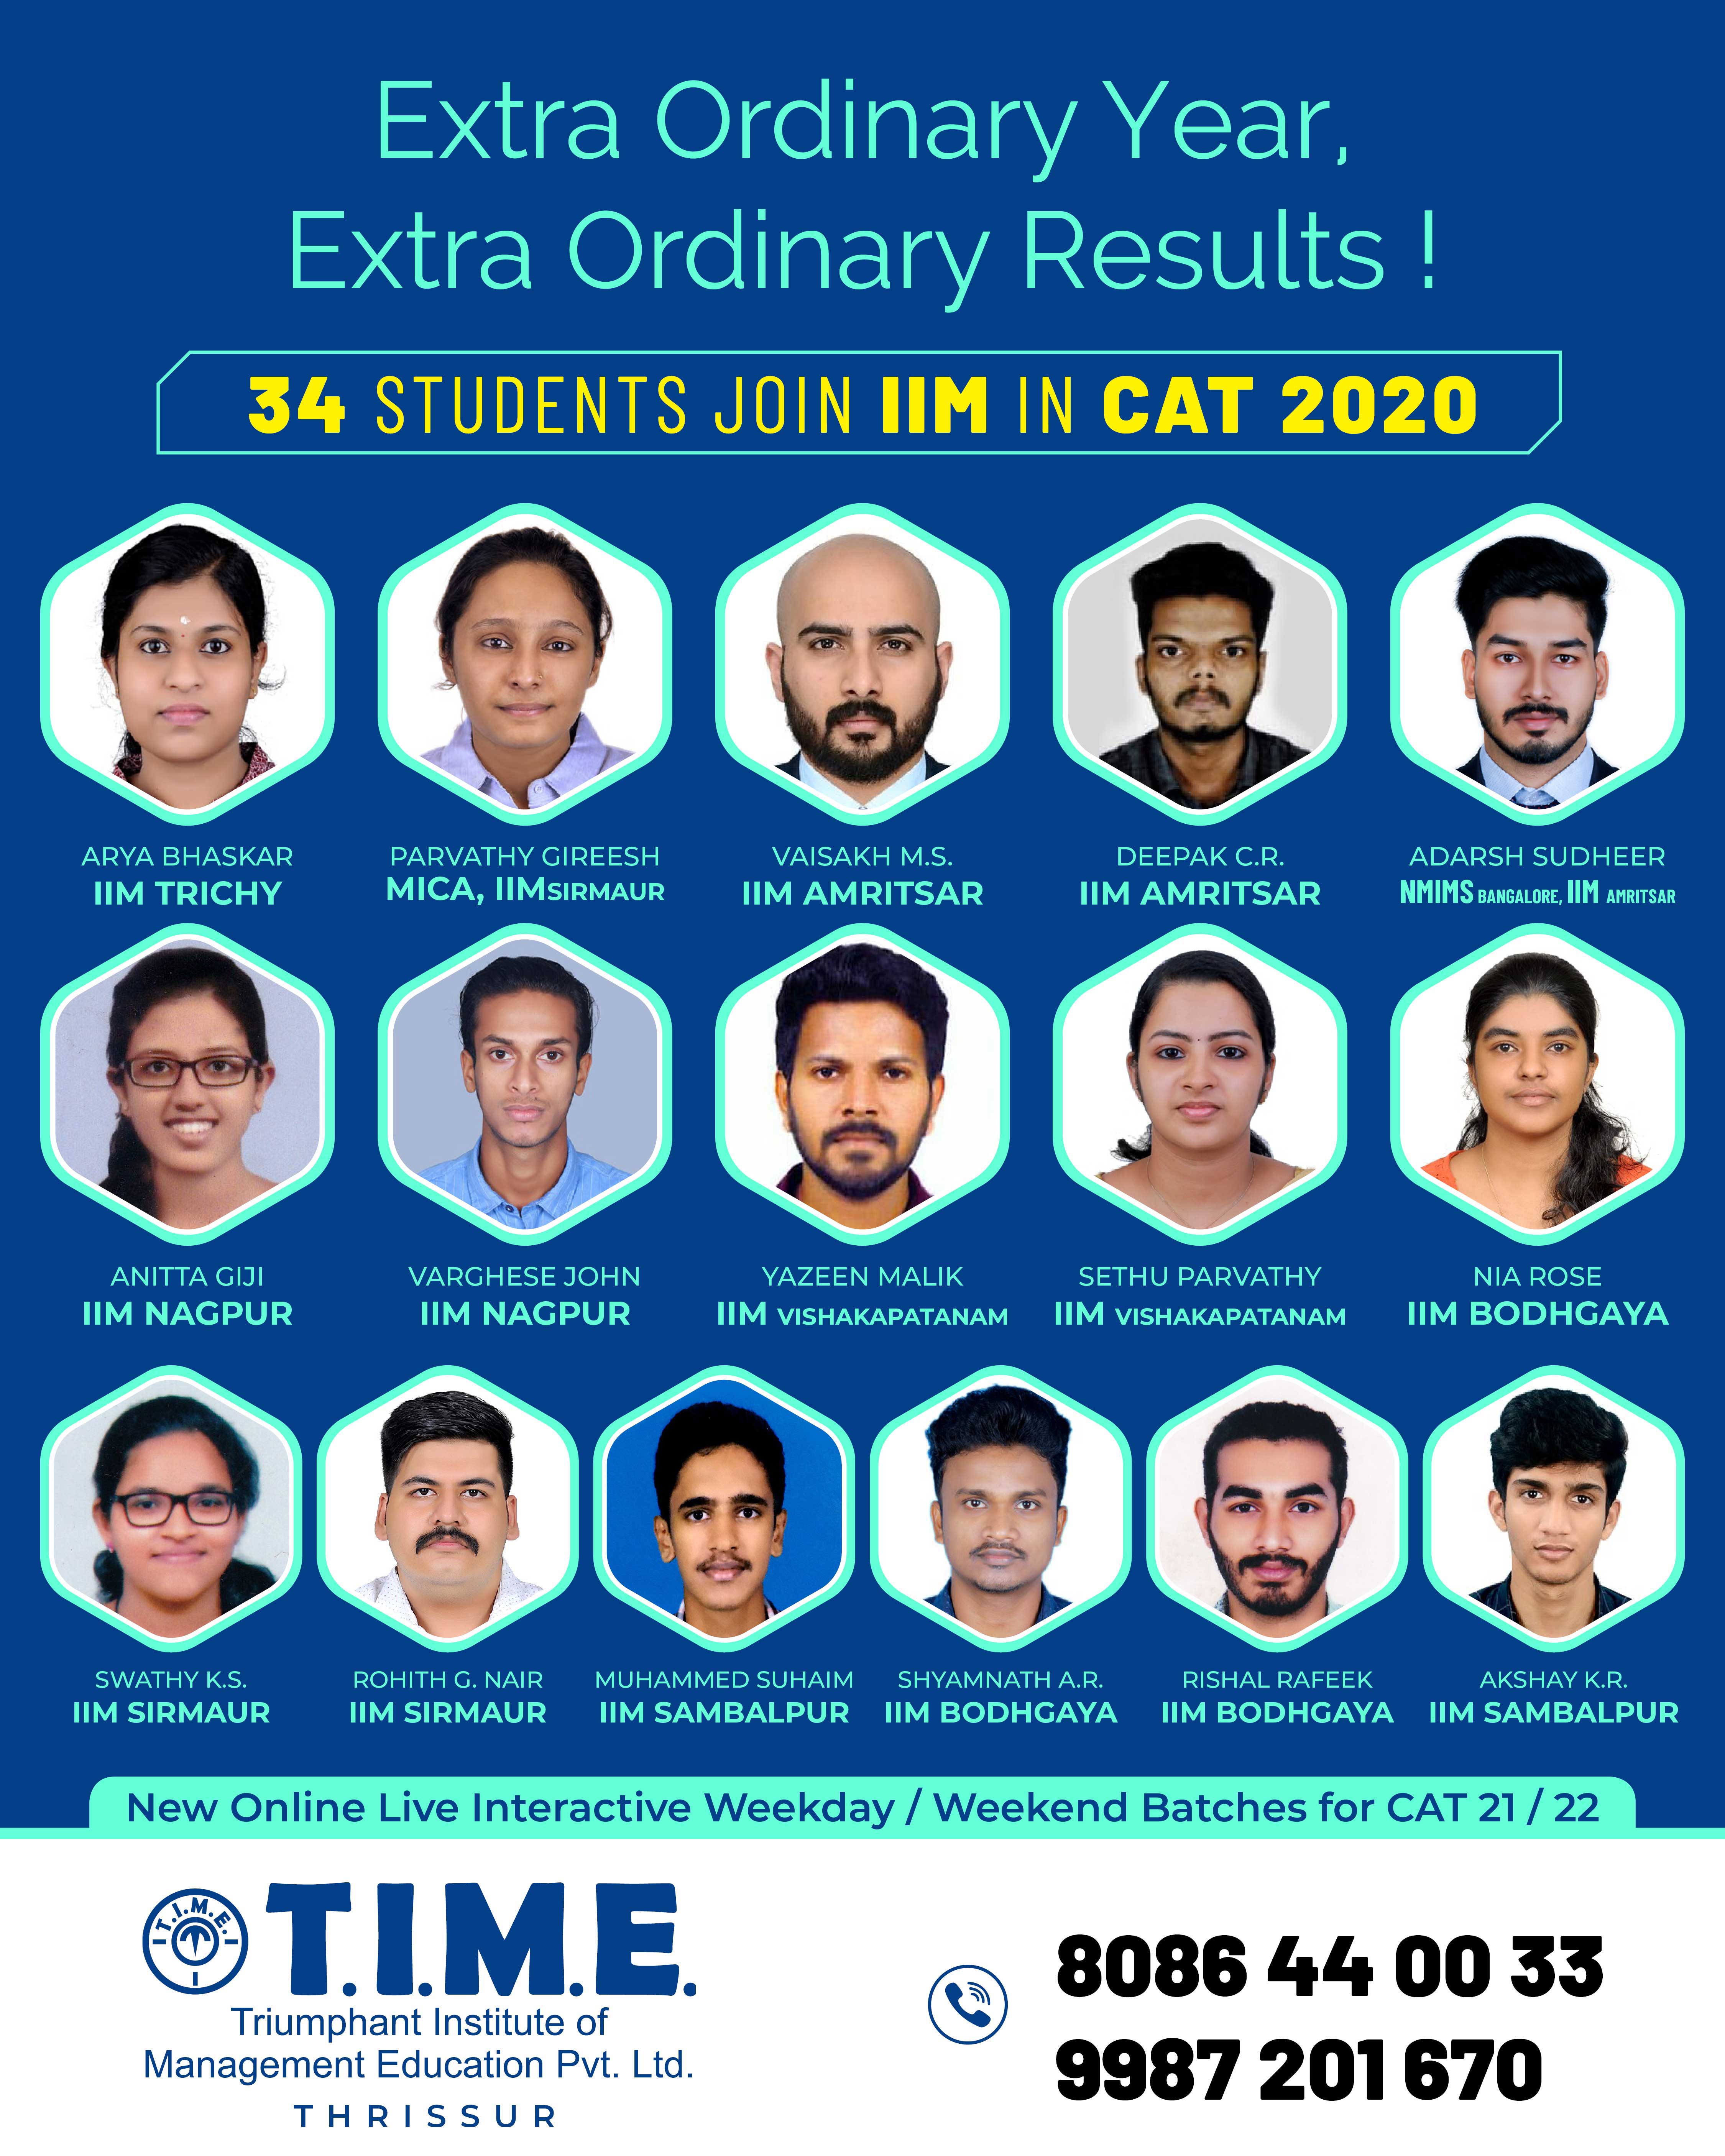 Extra Ordinary Year,
Extra Ordinary Results !
34 STUDENTS JOIN IIM IN CAT 2020
ARYA BHASKAR
IIM TRICHY
PARVATHY GIREESH
MICA, IIM SIRMAUR
VAISAKH M.S.
IIM AMRITSAR
DEEPAK C.R.
IIM AMRITSAR
ADARSH SUDHEER
NMIMS BANGALORE, IIM AMRITSAR
ANITTA GIJI
IIM NAGPUR
VARGHESE JOHN
IIM NAGPUR
YAZEEN MALIK
IIM VISHAKAPATANAM
SETHU PARVATHY
IIM VISHAKAPATANAM
NIA ROSE
IIM BODHGAYA
SWATHY K.S.
IIM SIRMAUR
ROHITH G. NAIR
IIM SIRMAUR
MUHAMMED SUHAIM
IIM SAMBALPUR
SHYAMNATH A.R.
IIM BODHGAYA
RISHAL RAFEEK
IIM BODHGAYA
AKSHAY K.R.
IIM SAMBALPUR
New Online Live Interactive Weekday / Weekend Batches for CAT 21 / 22
T.I.M.E.
T.I.M.E.
Triumphant Institute of
Management Education Pvt. Ltd.
THRISSUR
8086 44 00 33
9987 201 670